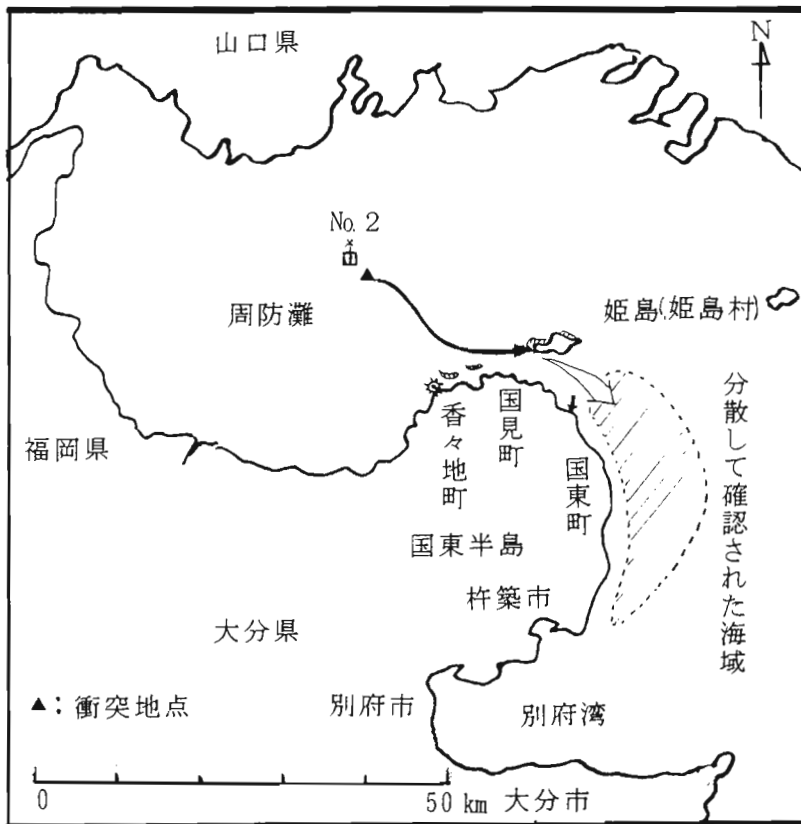 山口県
N
No. 2
周防灘
姫島(姫島村)
分散して確認された海域
福岡県
香々地町
国見町
国東町
国東半島
杵築市
大分県
▲：衝突地点
別府市
別府湾
0
50 km
大分市